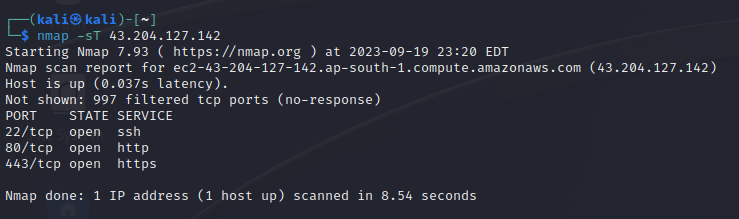 ┌──(kali㉿kali)-[~]
└─$ nmap -sT 43.204.127.142
Starting Nmap 7.93 ( https://nmap.org ) at 2023-09-19 23:20 EDT
Nmap scan report for ec2-43-204-127-142.ap-south-1.compute.amazonaws.com (43.204.127.142)
Host is up (0.037s latency).
Not shown: 997 filtered tcp ports (no-response)
PORT    STATE SERVICE
22/tcp  open  ssh
80/tcp  open  http
443/tcp open  https
Nmap done: 1 IP address (1 host up) scanned in 8.54 seconds